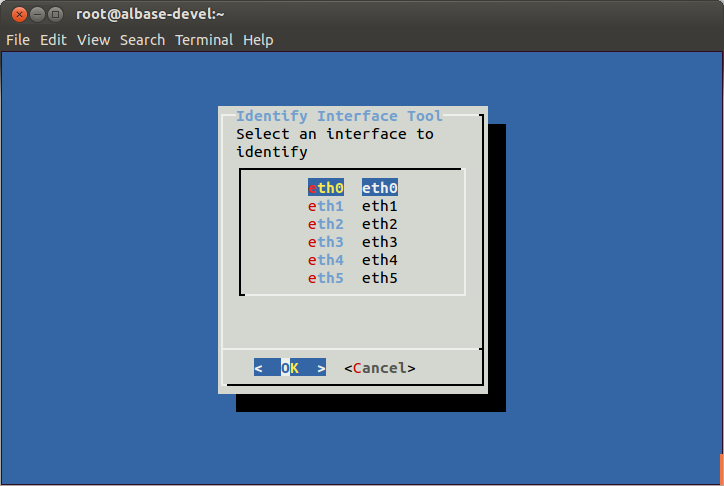 root@albase-devel:~
File Edit View Search Terminal Help
Identify Interface Tool
Select an interface to
identify
eth0 eth0
eth1 eth1
eth2 eth2
eth3 eth3
eth4 eth4
eth5 eth5
< OK > <Cancel>